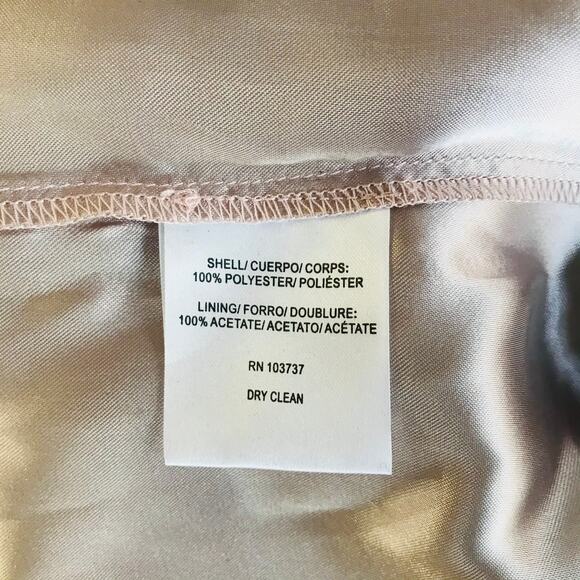 SHELL/ CUERPO/ CORPS:
100% POLYESTER/ POLIÉSTER
LINING/ FORRO/ DOUBLURE:
100% ACETATE/ ACETATO/ ACÉTATE
RN 103737
DRY CLEAN